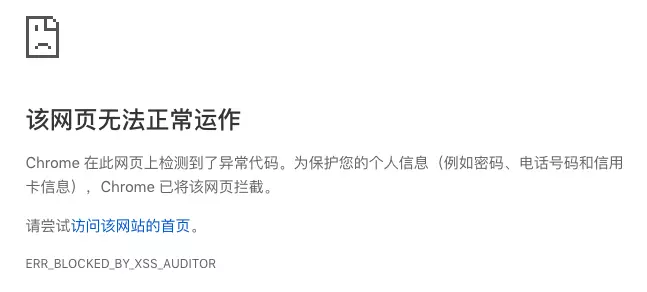 该网页无法正常运作
Chrome 在此网页上检测到了异常代码。为保护您的个人信息（例如密码、电话号码和信用
卡信息），Chrome 已将该网页拦截。
请尝试访问该网站的首页。
ERR_BLOCKED_BY_XSS_AUDITOR